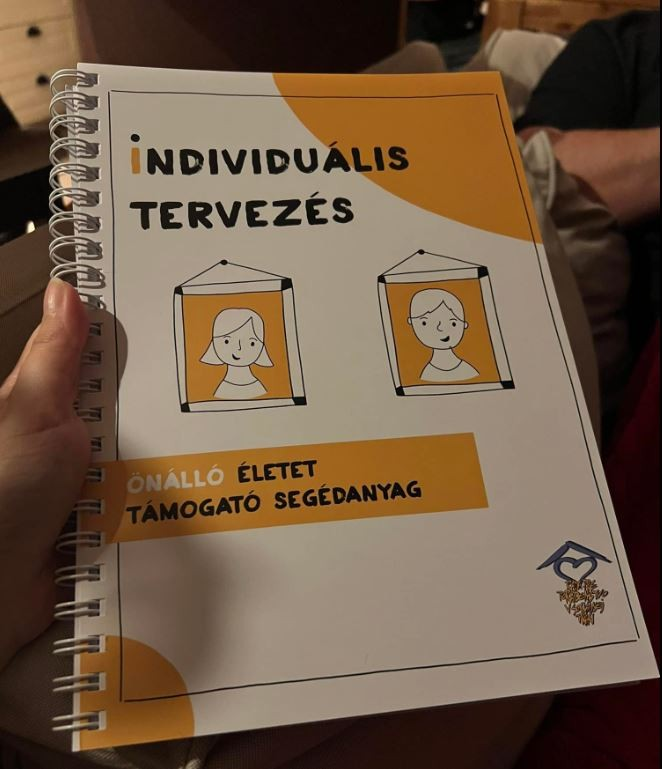 INDIVIDUÁLIS
TERVEZÉS
ÖNÁLLÓ ÉLETET
TÁMOGATÓ SEGÉDANYAG